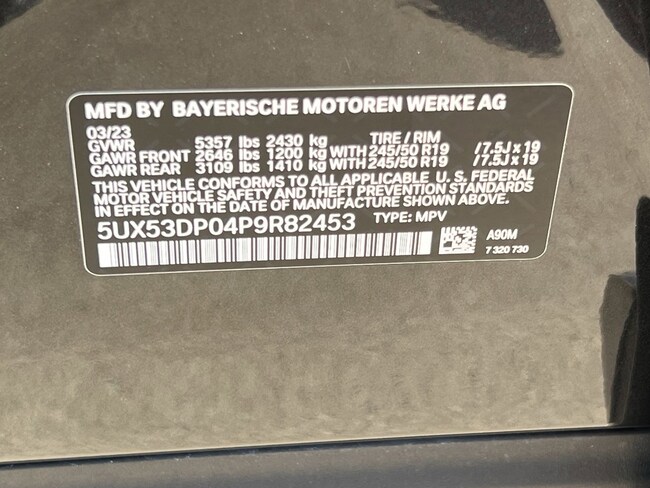 MFD BY BAYERISCHE MOTOREN WERKE AG
03/23
GVWR 5357 lbs 2430 kg TIRE / RIM
GAWR FRONT 2646 lbs 1200 kg WITH 245/50 R19 /7.5J x 19
GAWR REAR 3109 lbs 1410 kg WITH 245/50 R19 /7.5J x 19
THIS VEHICLE CONFORMS TO ALL APPLICABLE U. S. FEDERAL
MOTOR VEHICLE SAFETY AND THEFT PREVENTION STANDARDS
IN EFFECT ON THE DATE OF MANUFACTURE SHOWN ABOVE.
5UX53DP04P9R82453 TYPE: MPV
A90M
7 320 730